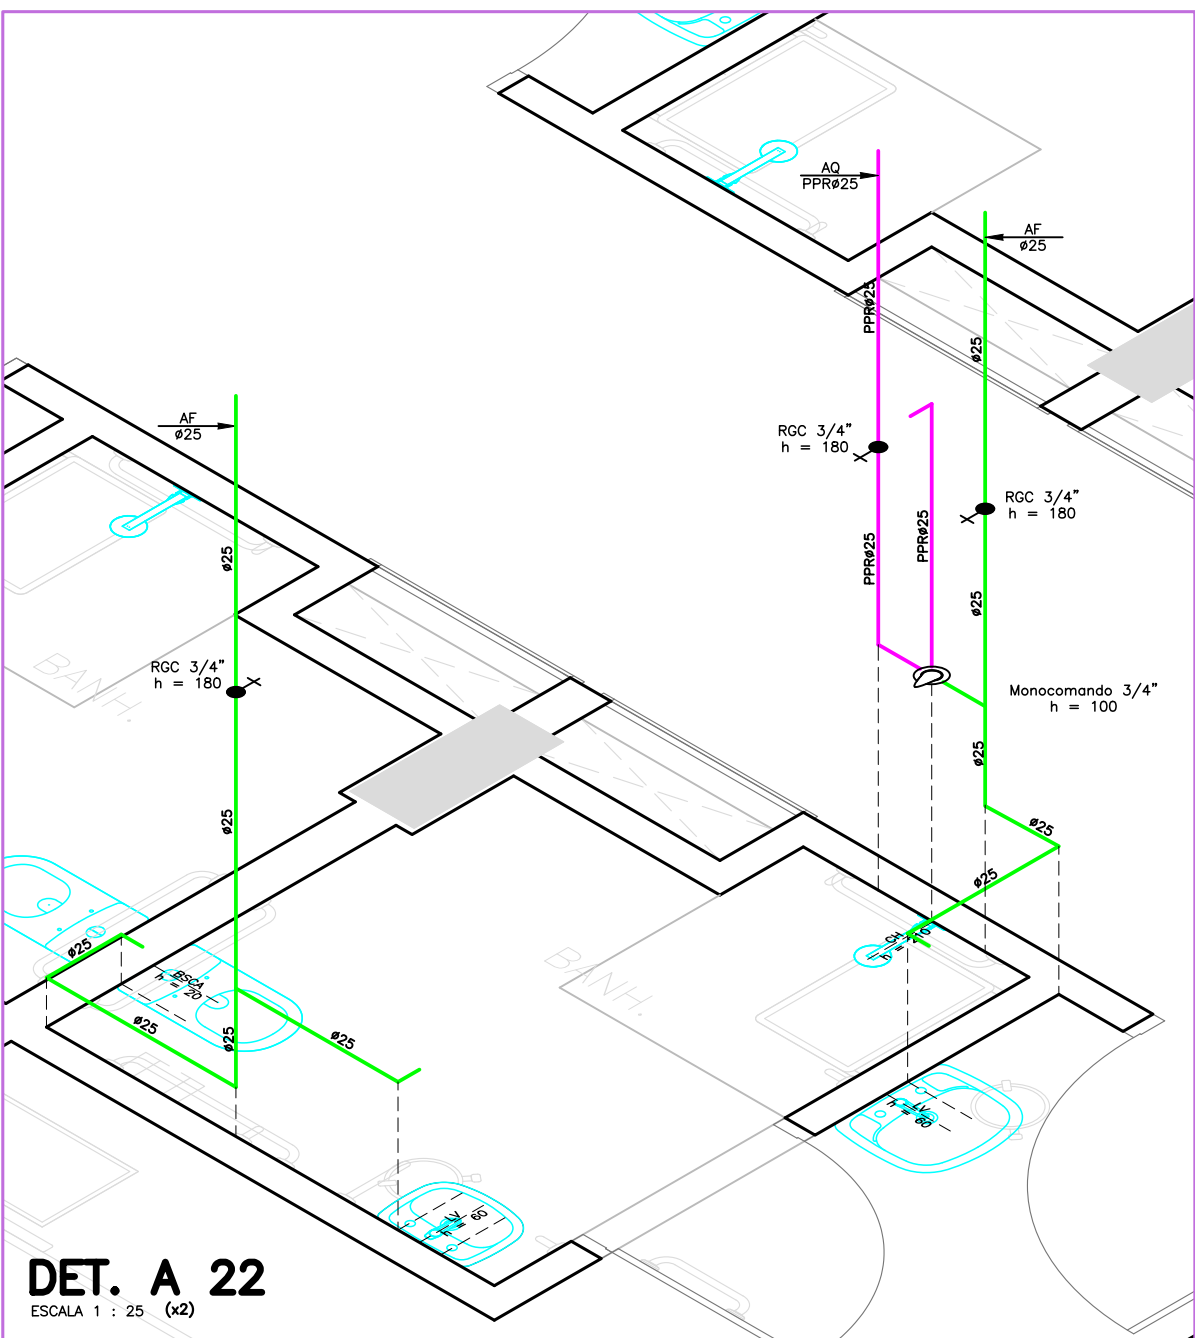 AQ
PPRø25
AF
ø25
PPRø25
ø25
AF
ø25
RGC 3/4"
h = 180
RGC 3/4"
h = 180
PPRø25
PPRø25
ø25
ø25
RGC 3/4"
h = 180
BANH.
Monocomando 3/4"
h = 100
ø25
ø25
ø25
ø25
CH
h = 210
ø25
BSCA
h = 20
BANH.
ø25
ø25
ø25
LV
h = 60
LV
h = 60
DET. A 22
ESCALA 1 : 25 (x2)